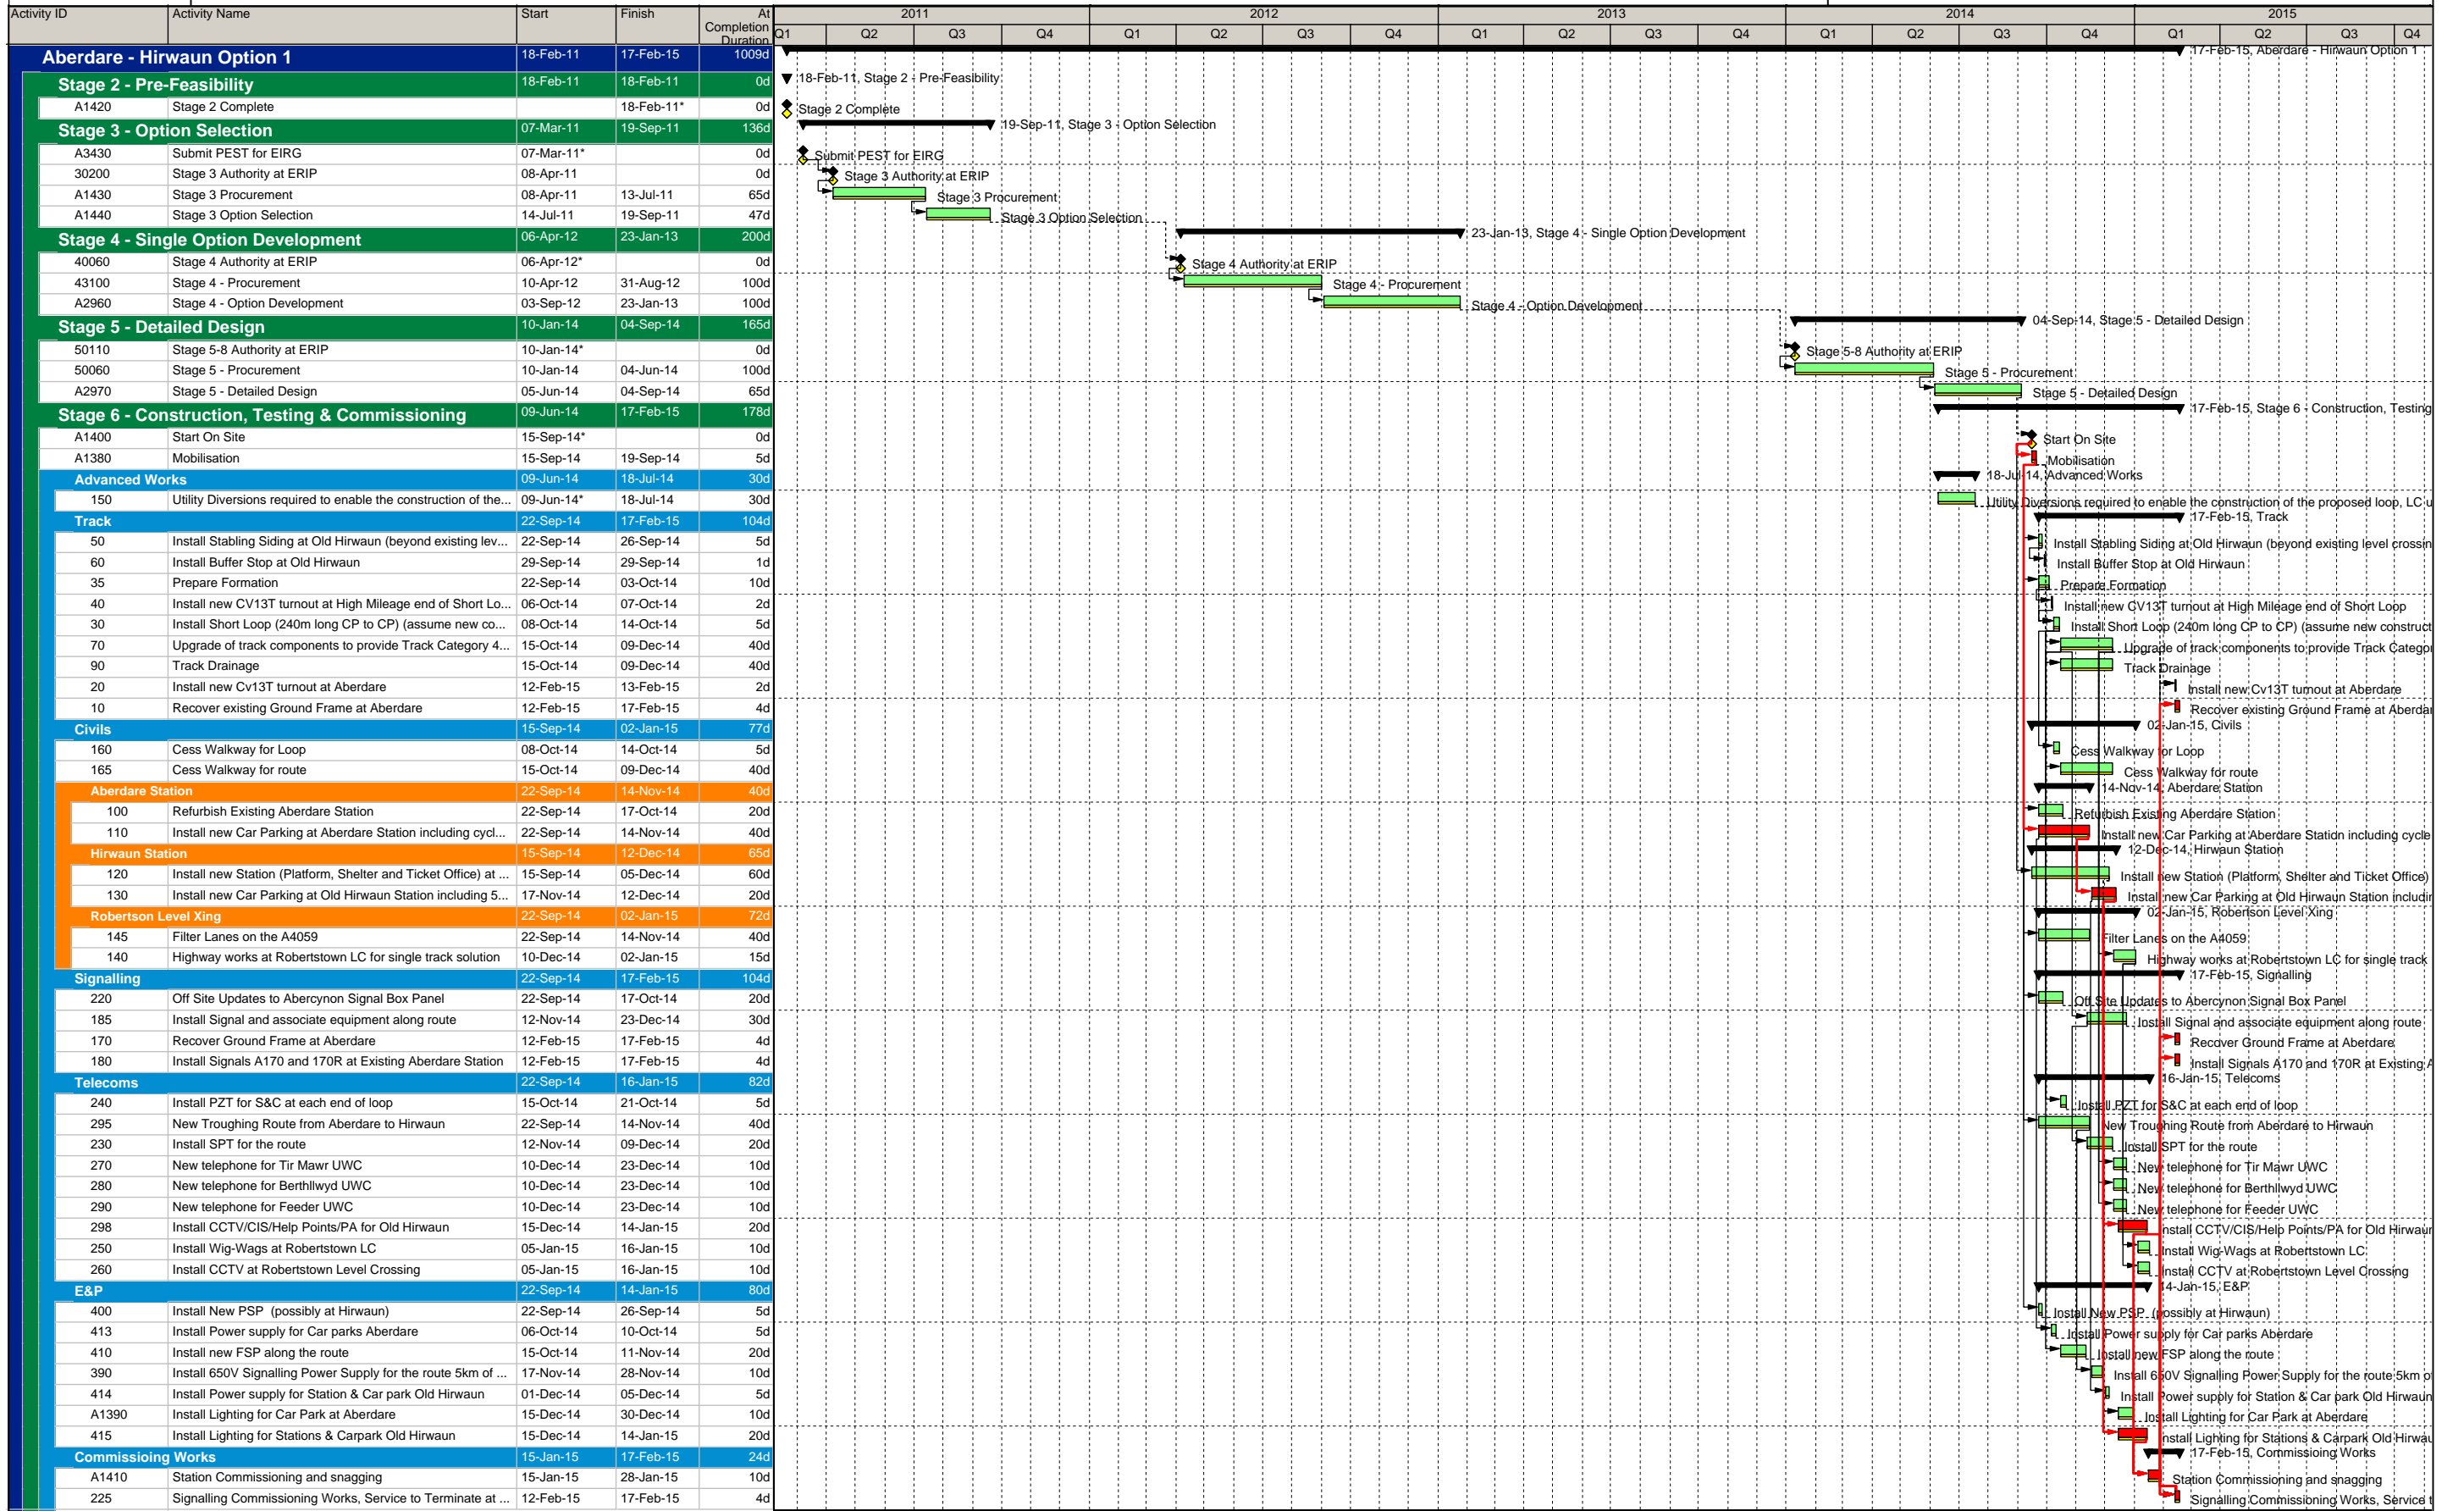 Activity ID Activity Name Start Finish At Completion Duration 2011 2012 2013 2014 2015
Q1 Q2 Q3 Q4 Q1 Q2 Q3 Q4 Q1 Q2 Q3 Q4 Q1 Q2 Q3 Q4 Q1 Q2 Q3 Q4
Aberdare - Hirwaun Option 1 18-Feb-11 17-Feb-15 1009d 17-Feb-15, Aberdare - Hirwaun Option 1
Stage 2 - Pre-Feasibility 18-Feb-11 18-Feb-11 0d 18-Feb-11, Stage 2 - Pre-Feasibility
A1420 Stage 2 Complete 18-Feb-11* 0d Stage 2 Complete
Stage 3 - Option Selection 07-Mar-11 19-Sep-11 136d 19-Sep-11, Stage 3 - Option Selection
A3430 Submit PEST for EIRG 07-Mar-11* 0d Submit PEST for EIRG
30200 Stage 3 Authority at ERIP 08-Apr-11 0d Stage 3 Authority at ERIP
A1430 Stage 3 Procurement 08-Apr-11 13-Jul-11 65d Stage 3 Procurement
A1440 Stage 3 Option Selection 14-Jul-11 19-Sep-11 47d Stage 3 Option Selection
Stage 4 - Single Option Development 06-Apr-12 23-Jan-13 200d 23-Jan-13, Stage 4 - Single Option Development
40060 Stage 4 Authority at ERIP 06-Apr-12* 0d Stage 4 Authority at ERIP
43100 Stage 4 - Procurement 10-Apr-12 31-Aug-12 100d Stage 4 - Procurement
A2960 Stage 4 - Option Development 03-Sep-12 23-Jan-13 100d Stage 4 - Option Development
Stage 5 - Detailed Design 10-Jan-14 04-Sep-14 165d 04-Sep-14, Stage 5 - Detailed Design
50110 Stage 5-8 Authority at ERIP 10-Jan-14* 0d Stage 5-8 Authority at ERIP
50060 Stage 5 - Procurement 10-Jan-14 04-Jun-14 100d Stage 5 - Procurement
A2970 Stage 5 - Detailed Design 05-Jun-14 04-Sep-14 65d Stage 5 - Detailed Design
Stage 6 - Construction, Testing & Commissioning 09-Jun-14 17-Feb-15 178d 17-Feb-15, Stage 6 - Construction, Testing
A1400 Start On Site 15-Sep-14* 0d Start On Site
A1380 Mobilisation 15-Sep-14 19-Sep-14 5d Mobilisation
Advanced Works 09-Jun-14 18-Jul-14 30d 18-Jul-14, Advanced Works
150 Utility Diversions required to enable the construction of the... 09-Jun-14* 18-Jul-14 30d Utility Diversions required to enable the construction of the proposed loop, LC u
Track 22-Sep-14 17-Feb-15 104d 17-Feb-15, Track
50 Install Stabling Siding at Old Hirwaun (beyond existing lev... 22-Sep-14 26-Sep-14 5d Install Stabling Siding at Old Hirwaun (beyond existing level crossin
60 Install Buffer Stop at Old Hirwaun 29-Sep-14 29-Sep-14 1d Install Buffer Stop at Old Hirwaun
35 Prepare Formation 22-Sep-14 03-Oct-14 10d Prepare Formation
40 Install new CV13T turnout at High Mileage end of Short Lo... 06-Oct-14 07-Oct-14 2d Install new CV13T turnout at High Mileage end of Short Loop
30 Install Short Loop (240m long CP to CP) (assume new co... 08-Oct-14 14-Oct-14 5d Install Short Loop (240m long CP to CP) (assume new construct
70 Upgrade of track components to provide Track Category 4... 15-Oct-14 09-Dec-14 40d Upgrade of track components to provide Track Categor
90 Track Drainage 15-Oct-14 09-Dec-14 40d Track Drainage
20 Install new Cv13T turnout at Aberdare 12-Feb-15 13-Feb-15 2d Install new Cv13T turnout at Aberdare
10 Recover existing Ground Frame at Aberdare 12-Feb-15 17-Feb-15 4d Recover existing Ground Frame at Aberdar
Civils 15-Sep-14 02-Jan-15 77d 02-Jan-15, Civils
160 Cess Walkway for Loop 08-Oct-14 14-Oct-14 5d Cess Walkway for Loop
165 Cess Walkway for route 15-Oct-14 09-Dec-14 40d Cess Walkway for route
Aberdare Station 22-Sep-14 14-Nov-14 40d 14-Nov-14, Aberdare Station
100 Refurbish Existing Aberdare Station 22-Sep-14 17-Oct-14 20d Refurbish Existing Aberdare Station
110 Install new Car Parking at Aberdare Station including cycl... 22-Sep-14 14-Nov-14 40d Install new Car Parking at Aberdare Station including cycle
Hirwaun Station 15-Sep-14 12-Dec-14 65d 12-Dec-14, Hirwaun Station
120 Install new Station (Platform, Shelter and Ticket Office) at ... 15-Sep-14 05-Dec-14 60d Install new Station (Platform, Shelter and Ticket Office)
130 Install new Car Parking at Old Hirwaun Station including 5... 17-Nov-14 12-Dec-14 20d Install new Car Parking at Old Hirwaun Station includin
Robertson Level Xing 22-Sep-14 02-Jan-15 72d 02-Jan-15, Robertson Level Xing
145 Filter Lanes on the A4059 22-Sep-14 14-Nov-14 40d Filter Lanes on the A4059
140 Highway works at Robertstown LC for single track solution 10-Dec-14 02-Jan-15 15d Highway works at Robertstown LC for single track
Signalling 22-Sep-14 17-Feb-15 104d 17-Feb-15, Signalling
220 Off Site Updates to Abercynon Signal Box Panel 22-Sep-14 17-Oct-14 20d Off Site Updates to Abercynon Signal Box Panel
185 Install Signal and associate equipment along route 12-Nov-14 23-Dec-14 30d Install Signal and associate equipment along route
170 Recover Ground Frame at Aberdare 12-Feb-15 17-Feb-15 4d Recover Ground Frame at Aberdare
180 Install Signals A170 and 170R at Existing Aberdare Station 12-Feb-15 17-Feb-15 4d Install Signals A170 and 170R at Existing A
Telecoms 22-Sep-14 16-Jan-15 82d 16-Jan-15, Telecoms
240 Install PZT for S&C at each end of loop 15-Oct-14 21-Oct-14 5d Install PZT for S&C at each end of loop
295 New Troughing Route from Aberdare to Hirwaun 22-Sep-14 14-Nov-14 40d New Troughing Route from Aberdare to Hirwaun
230 Install SPT for the route 12-Nov-14 09-Dec-14 20d Install SPT for the route
270 New telephone for Tir Mawr UWC 10-Dec-14 23-Dec-14 10d New telephone for Tir Mawr UWC
280 New telephone for Berthllwyd UWC 10-Dec-14 23-Dec-14 10d New telephone for Berthllwyd UWC
290 New telephone for Feeder UWC 10-Dec-14 23-Dec-14 10d New telephone for Feeder UWC
298 Install CCTV/CIS/Help Points/PA for Old Hirwaun 15-Dec-14 14-Jan-15 20d Install CCTV/CIS/Help Points/PA for Old Hirwaun
250 Install Wig-Wags at Robertstown LC 05-Jan-15 16-Jan-15 10d Install Wig-Wags at Robertstown LC
260 Install CCTV at Robertstown Level Crossing 05-Jan-15 16-Jan-15 10d Install CCTV at Robertstown Level Crossing
E&P 22-Sep-14 14-Jan-15 80d 14-Jan-15, E&P
400 Install New PSP (possibly at Hirwaun) 22-Sep-14 26-Sep-14 5d Install New PSP (possibly at Hirwaun)
413 Install Power supply for Car parks Aberdare 06-Oct-14 10-Oct-14 5d Install Power supply for Car parks Aberdare
410 Install new FSP along the route 15-Oct-14 11-Nov-14 20d Install new FSP along the route
390 Install 650V Signalling Power Supply for the route 5km of ... 17-Nov-14 28-Nov-14 10d Install 650V Signalling Power Supply for the route 5km o
414 Install Power supply for Station & Car park Old Hirwaun 01-Dec-14 05-Dec-14 5d Install Power supply for Station & Car park Old Hirwaun
A1390 Install Lighting for Car Park at Aberdare 15-Dec-14 30-Dec-14 10d Install Lighting for Car Park at Aberdare
415 Install Lighting for Stations & Carpark Old Hirwaun 15-Dec-14 14-Jan-15 20d Install Lighting for Stations & Carpark Old Hirwau
Commissioing Works 15-Jan-15 17-Feb-15 24d 17-Feb-15, Commissioing Works
A1410 Station Commissioning and snagging 15-Jan-15 28-Jan-15 10d Station Commissioning and snagging
225 Signalling Commissioning Works, Service to Terminate at ... 12-Feb-15 17-Feb-15 4d Signalling Commissioning Works, Service t